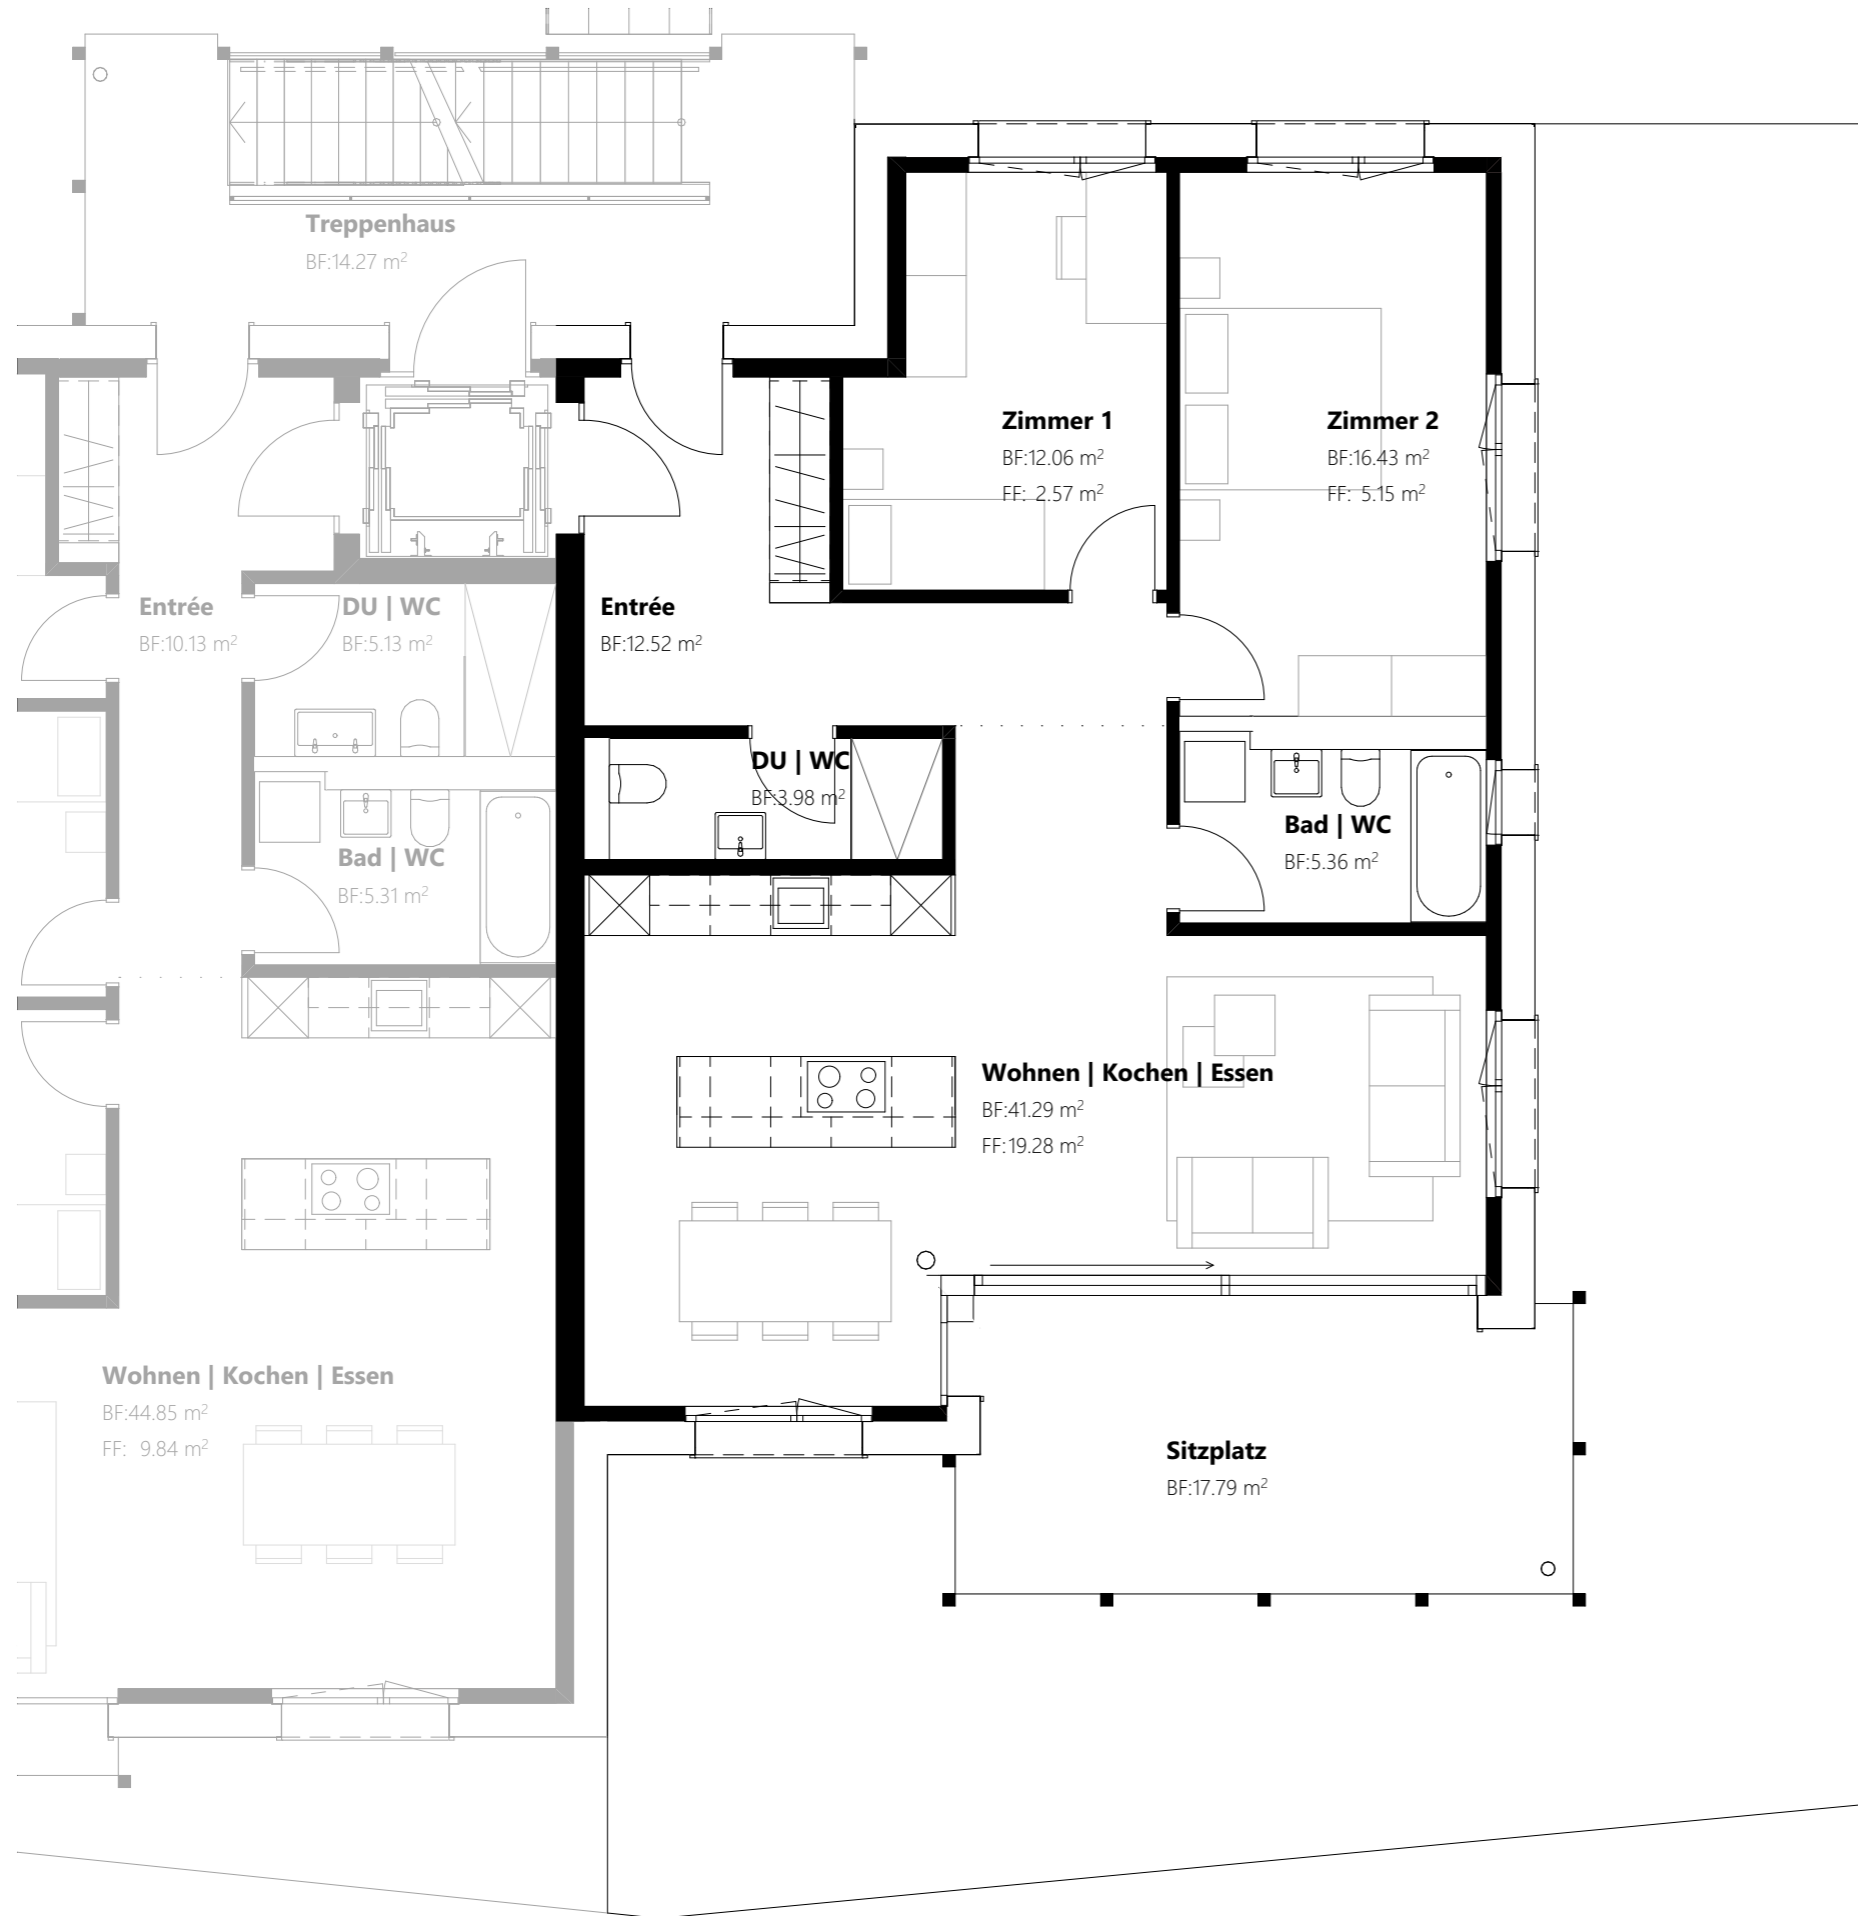 Treppenhaus
BF:14.27 m²
Zimmer 1
BF:12.06 m²
FF: 2.57 m²
Zimmer 2
BF:16.43 m²
FF: 5.15 m²
Entrée
BF:10.13 m²
DU | WC
BF:5.13 m²
Entrée
BF:12.52 m²
DU | WC
BF:3.98 m²
Bad | WC
BF:5.36 m²
Bad | WC
BF:5.31 m²
Wohnen | Kochen | Essen
BF:41.29 m²
FF:19.28 m²
Wohnen | Kochen | Essen
BF:44.85 m²
FF: 9.84 m²
Sitzplatz
BF:17.79 m²